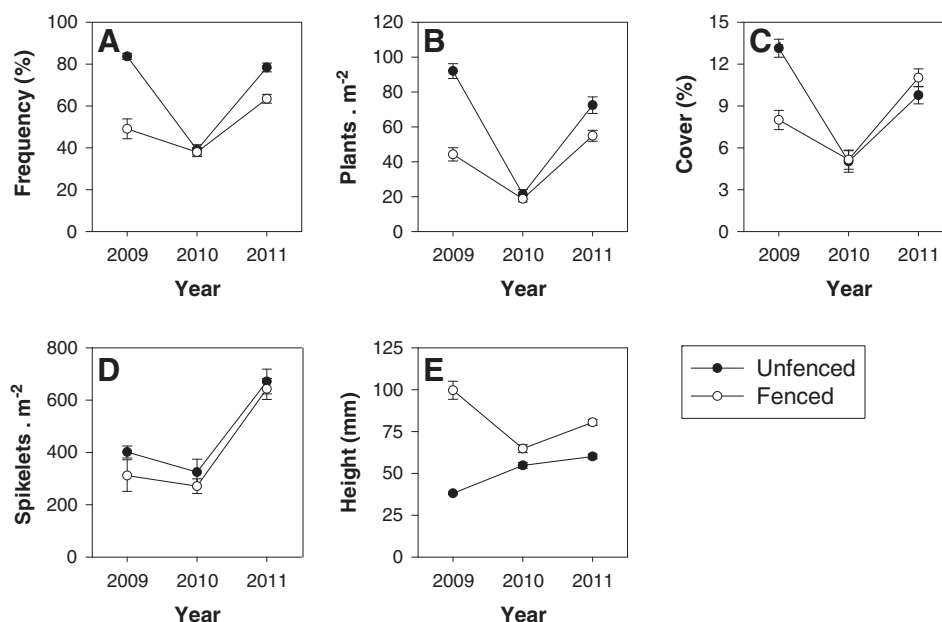 A
Frequency (%)
100
80
60
40
20
0
2009 2010 2011
Year
B
Plants . m-2
120
100
80
60
40
20
0
2009 2010 2011
Year
C
Cover (%)
15
12
9
6
3
0
2009 2010 2011
Year
D
Spikelets . m-2
800
600
400
200
0
2009 2010 2011
Year
E
Height (mm)
125
100
75
50
25
0
2009 2010 2011
Year
Unfenced
Fenced